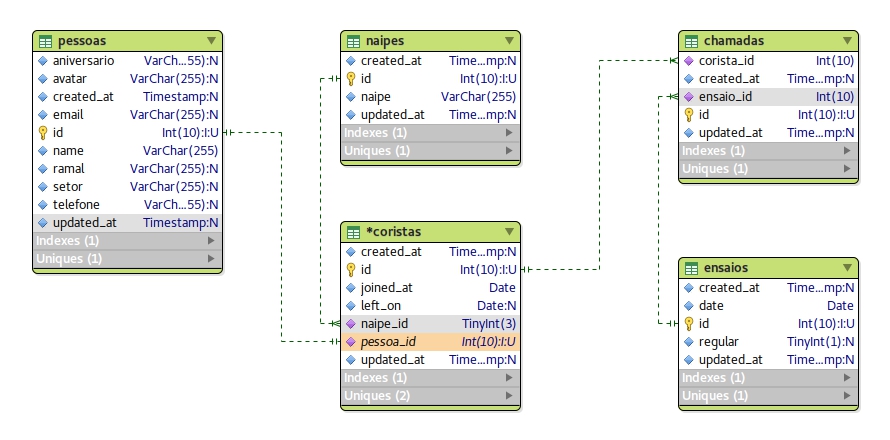 pessoas
aniversario VarCh...55):N
avatar VarChar(255):N
created_at Timestamp:N
email VarChar(255):N
id Int(10):I:U
name VarChar(255)
ramal VarChar(255):N
setor VarChar(255):N
telefone VarCh...55):N
updated_at Timestamp:N
Indexes (1)
Uniques (1)
naipes
created_at Time...mp:N
id Int(10):I:U
naipe VarChar(255)
updated_at Time...mp:N
Indexes (1)
Uniques (1)
*coristas
created_at Time...mp:N
id Int(10):I:U
joined_at Date
left_on Date:N
naipe_id TinyInt(3)
pessoa_id Int(10):I:U
updated_at Time...mp:N
Indexes (1)
Uniques (2)
chamadas
corista_id Int(10)
created_at Time...mp:N
ensaio_id Int(10)
id Int(10):I:U
updated_at Time...mp:N
Indexes (1)
Uniques (1)
ensaios
created_at Time...mp:N
date Date
id Int(10):I:U
regular TinyInt(1):N
updated_at Time...mp:N
Indexes (1)
Uniques (1)